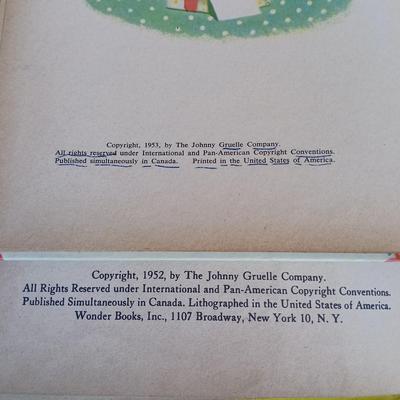 Copyright, 1953, by The Johnny Gruelle Company.
All rights reserved under International and Pan-American Copyright Conventions.
Published simultaneously in Canada. Printed in the United States of America.
Copyright, 1952, by The Johnny Gruelle Company.
All Rights Reserved under International and Pan-American Copyright Conventions.
Published Simultaneously in Canada. Lithographed in the United States of America.
Wonder Books, Inc., 1107 Broadway, New York 10, N. Y.